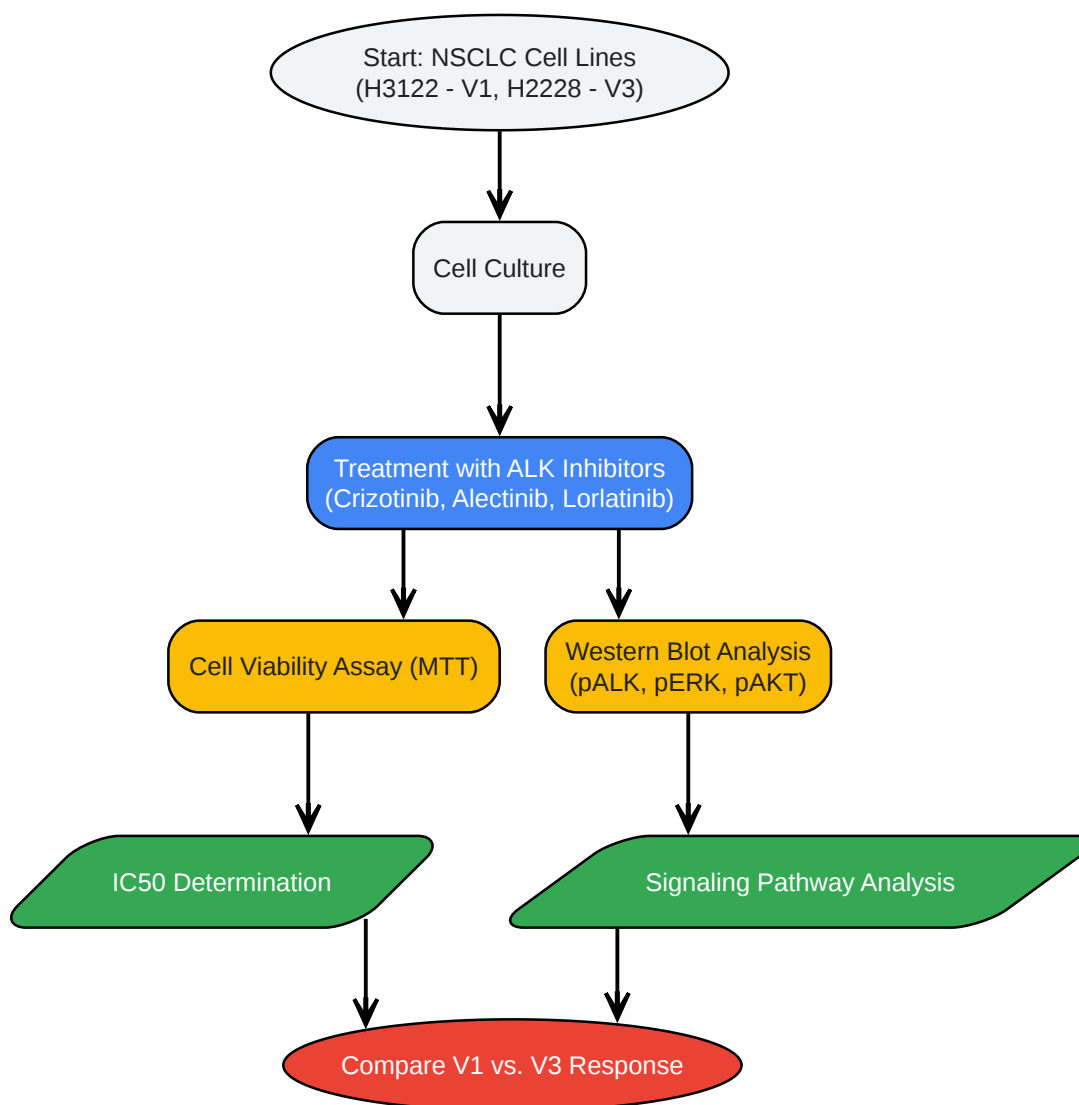 Start: NSCLC Cell Lines
(H3122 - V1, H2228 - V3)
Cell Culture
Treatment with ALK Inhibitors
(Crizotinib, Alectinib, Lorlatinib)
Cell Viability Assay (MTT)
Western Blot Analysis
(pALK, pERK, pAKT)
IC50 Determination
Signaling Pathway Analysis
Compare V1 vs. V3 Response